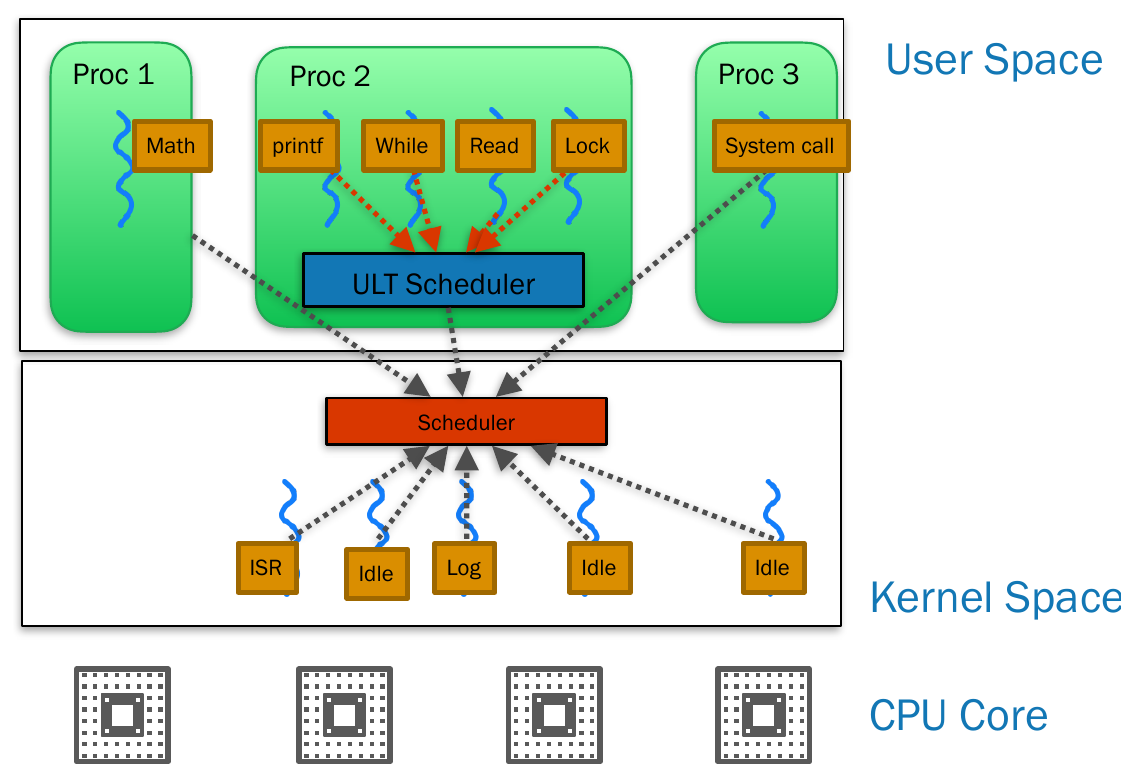 User Space
Proc 1
Proc 2
Proc 3
Math
printf
While
Read
Lock
System call
ULT Scheduler
Scheduler
ISR
Idle
Log
Idle
Idle
Kernel Space
CPU Core